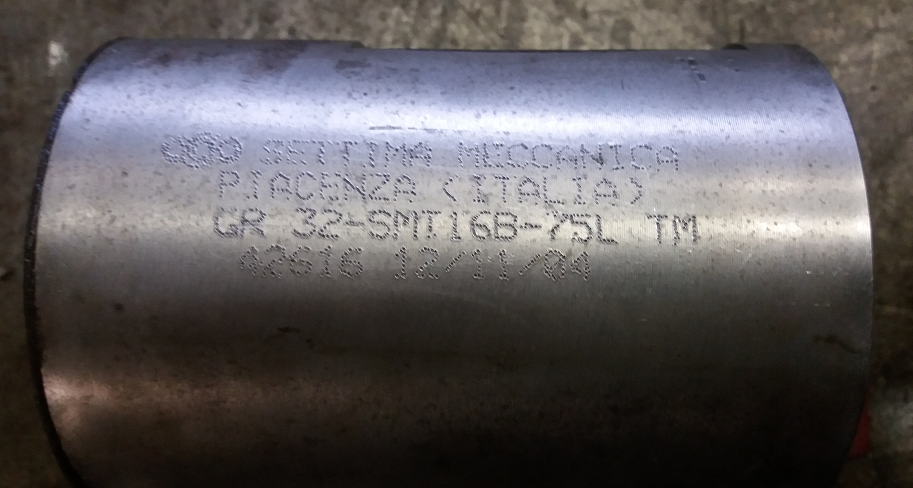 SETTIMA MECCANICA
PIACENZA (ITALIA)
GR 32-SMT16B-75L TM
42616 12/11/04